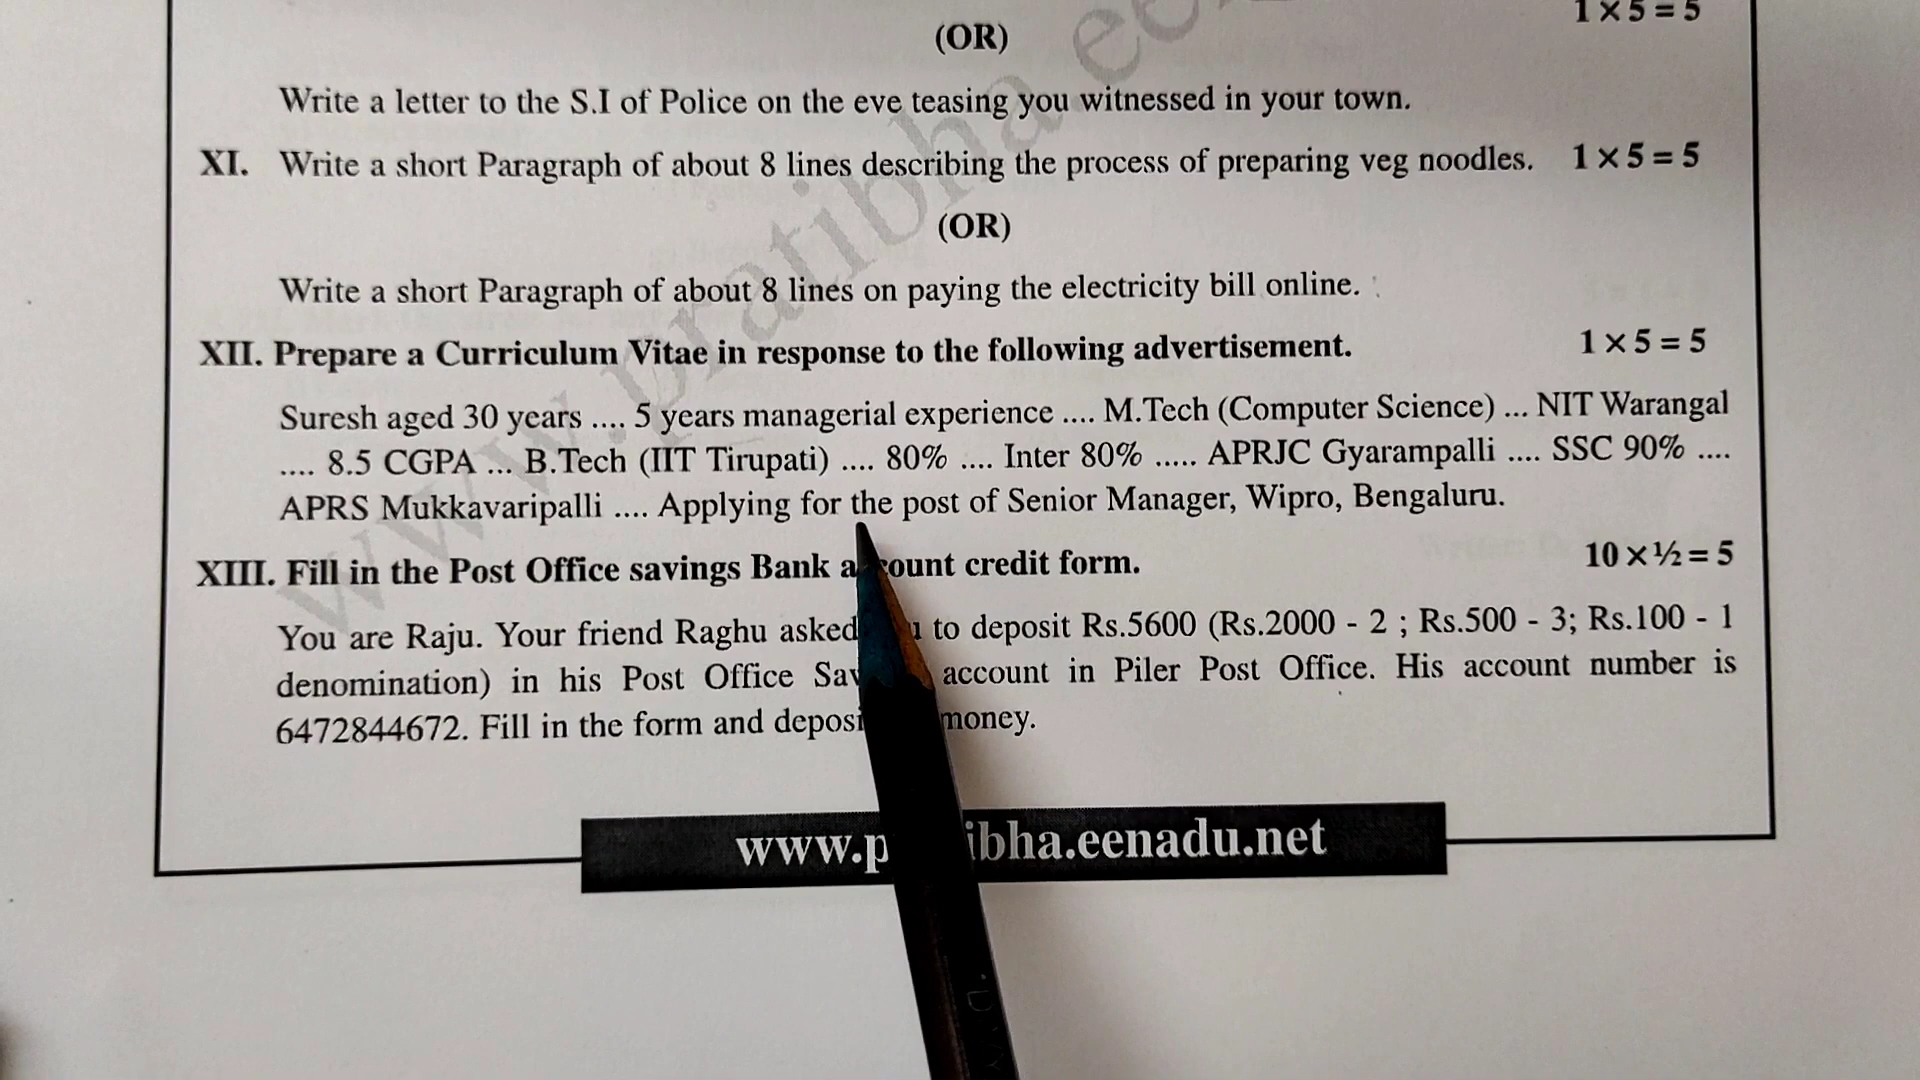 1 × 5 = 5
(OR)
Write a letter to the S.I of Police on the eve teasing you witnessed in your town.
XI. Write a short Paragraph of about 8 lines describing the process of preparing veg noodles. 1 × 5 = 5
(OR)
Write a short Paragraph of about 8 lines on paying the electricity bill online.
XII. Prepare a Curriculum Vitae in response to the following advertisement. 1 × 5 = 5
Suresh aged 30 years .... 5 years managerial experience .... M.Tech (Computer Science) ... NIT Warangal
.... 8.5 CGPA ... B.Tech (IIT Tirupati) .... 80% .... Inter 80% ..... APRJC Gyarampalli .... SSC 90% ....
APRS Mukkavaripalli .... Applying for the post of Senior Manager, Wipro, Bengaluru.
XIII. Fill in the Post Office savings Bank account credit form. 10 × ½ = 5
You are Raju. Your friend Raghu asked to deposit Rs.5600 (Rs.2000 - 2 ; Rs.500 - 3; Rs.100 - 1
denomination) in his Post Office account in Piler Post Office. His account number is
6472844672. Fill in the form and money.
www.pratibha.eenadu.net